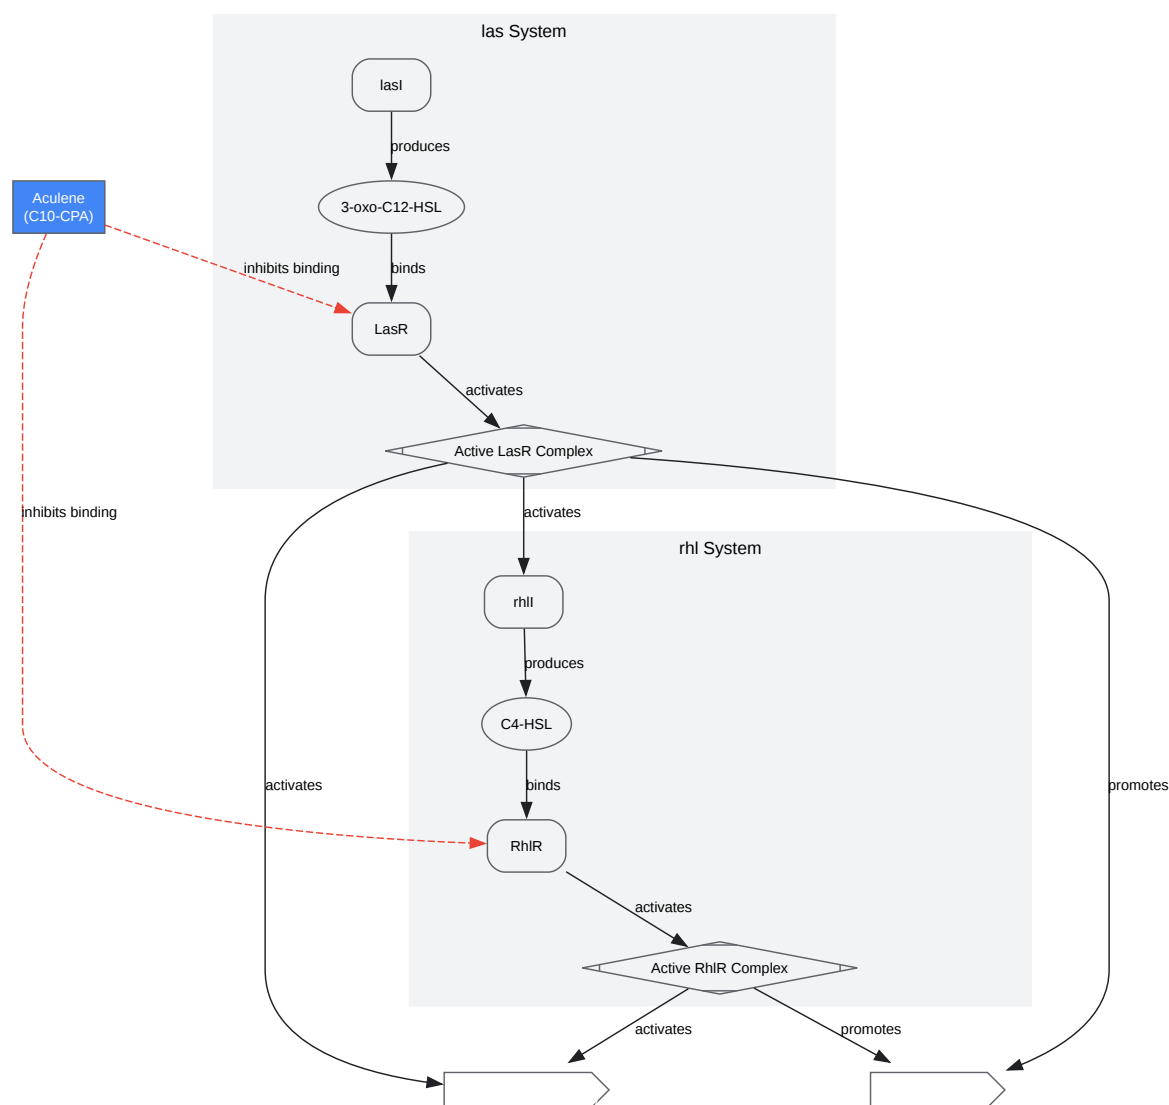 las System
lasI
produces
Aculene
(C10-CPA)
3-oxo-C12-HSL
inhibits binding
binds
LasR
activates
Active LasR Complex
inhibits binding
activates
rhl System
rhlI
produces
C4-HSL
activates
binds
promotes
RhlR
activates
Active RhlR Complex
activates
promotes